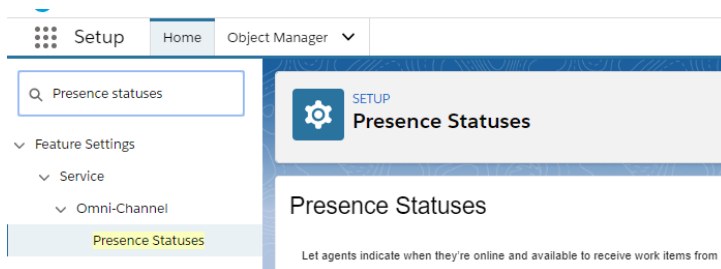 Setup
Home
Object Manager
Presence statuses
SETUP
Presence Statuses
Feature Settings
Service
Omni-Channel
Presence Statuses
Presence Statuses
Let agents indicate when they're online and available to receive work items from